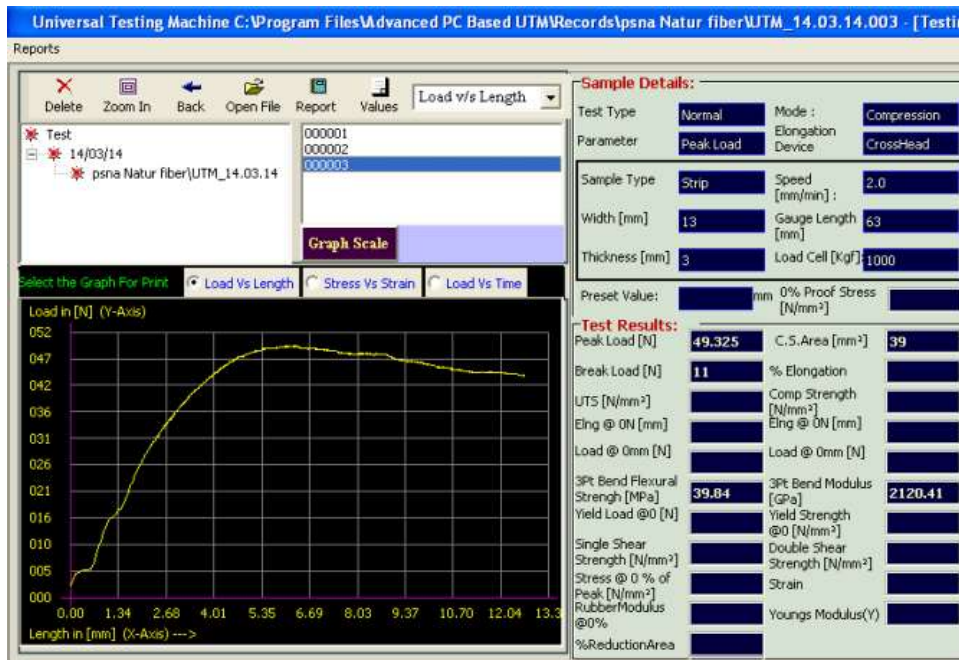 Universal Testing Machine C:\Program Files\Advanced PC Based UTM\Records\psna Natur fiber\UTM_14.03.14.003 - [Testi
Reports
Delete Zoom In Back Open File Report Values Load v/s Length
Test
14/03/14
psna Natur fiber\UTM_14.03.14
000001
000002
000003
Graph Scale
Select the Graph For Print Load Vs Length Stress Vs Strain Load Vs Time
Load in [N] (Y-Axis)
052
047
042
036
031
026
021
016
010
005
000
0.00 1.34 2.68 4.01 5.35 6.69 8.03 9.37 10.70 12.04 13.3
Length in [mm] (X-Axis) --->
Sample Details:
Test Type Normal Mode : Compression
Parameter Peak Load Elongation Device CrossHead
Sample Type Strip Speed [mm/min] : 2.0
Width [mm] 13 Gauge Length [mm] 63
Thickness [mm] 3 Load Cell [Kgf] 1000
Preset Value: mm 0% Proof Stress [N/mm²]
Test Results:
Peak Load [N] 49.325 C.S.Area [mm²] 39
Break Load [N] 11 % Elongation
UTS [N/mm²] Comp Strength [N/mm²]
Elng @ 0N [mm] Elng @ 0N [mm]
Load @ 0mm [N] Load @ 0mm [N]
3Pt Bend Flexural Strengh [MPa] 39.84 3Pt Bend Modulus [GPa] 2120.41
Yield Load @0 [N] Yield Strength @0 [N/mm²]
Single Shear Strength [N/mm²] Double Shear Strength [N/mm²]
Stress @ 0 % of Peak [N/mm²] Strain
RubberModulus @0% Youngs Modulus(Y)
%ReductionArea